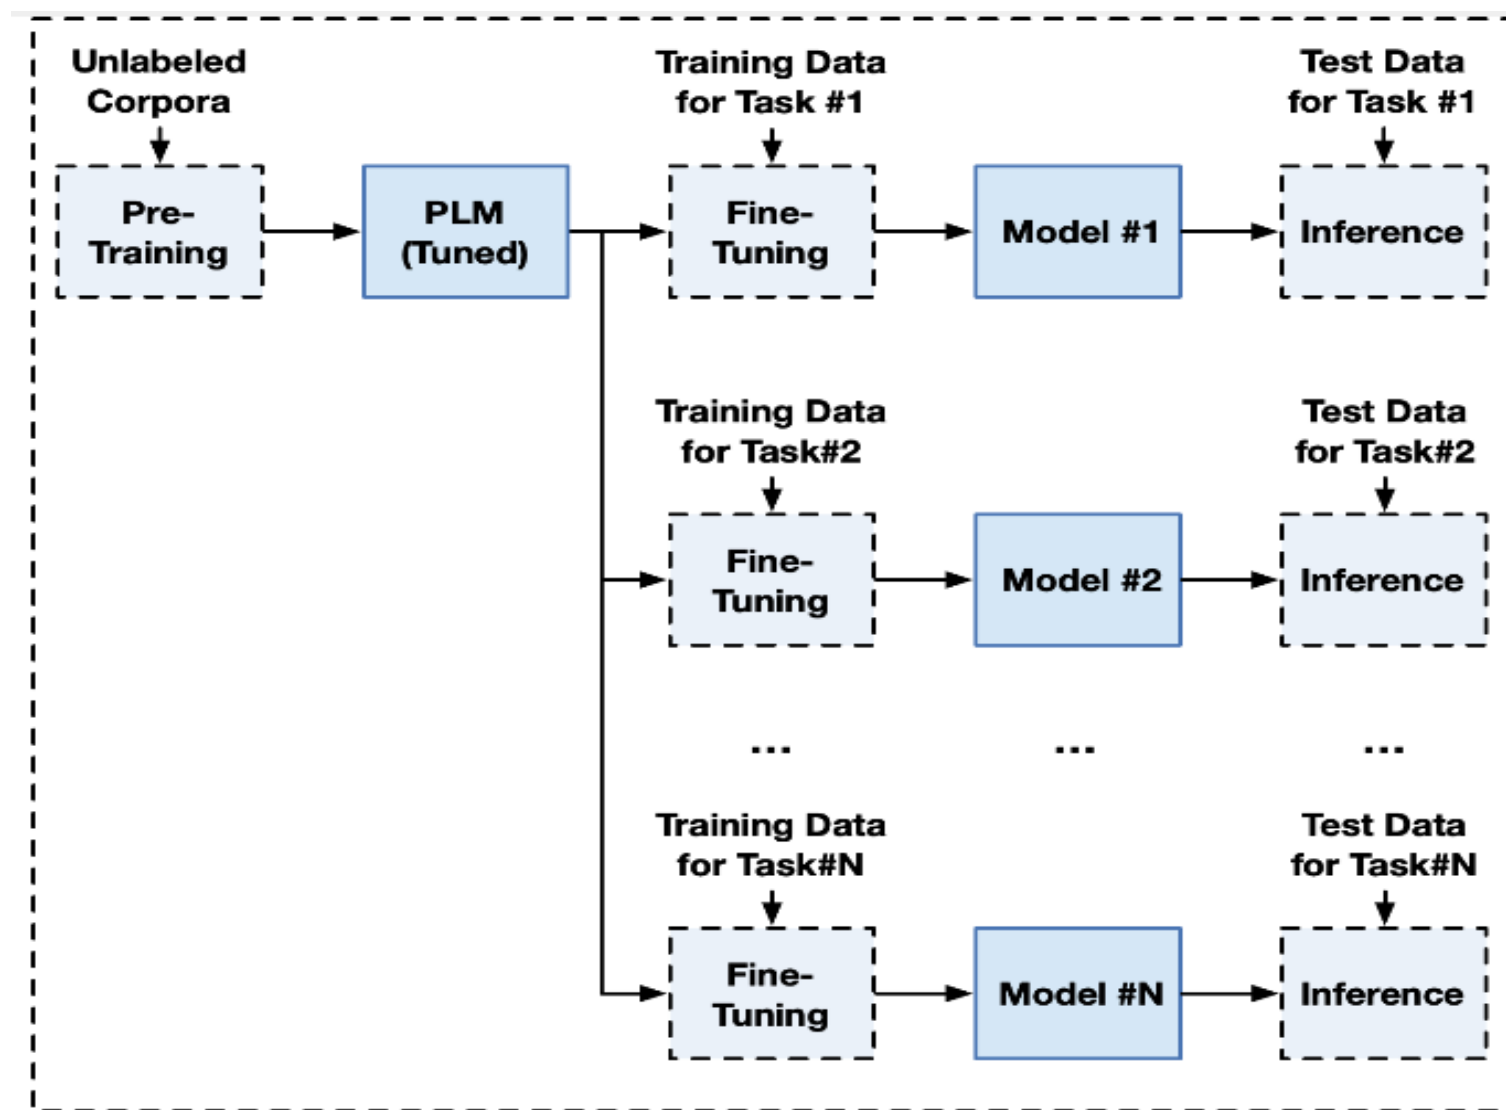 Unlabeled
Corpora
Pre-
Training
PLM
(Tuned)
Training Data
for Task #1
Fine-
Tuning
Model #1
Test Data
for Task #1
Inference
Training Data
for Task#2
Fine-
Tuning
Model #2
Test Data
for Task#2
Inference
...
...
...
Training Data
for Task#N
Fine-
Tuning
Model #N
Test Data
for Task#N
Inference